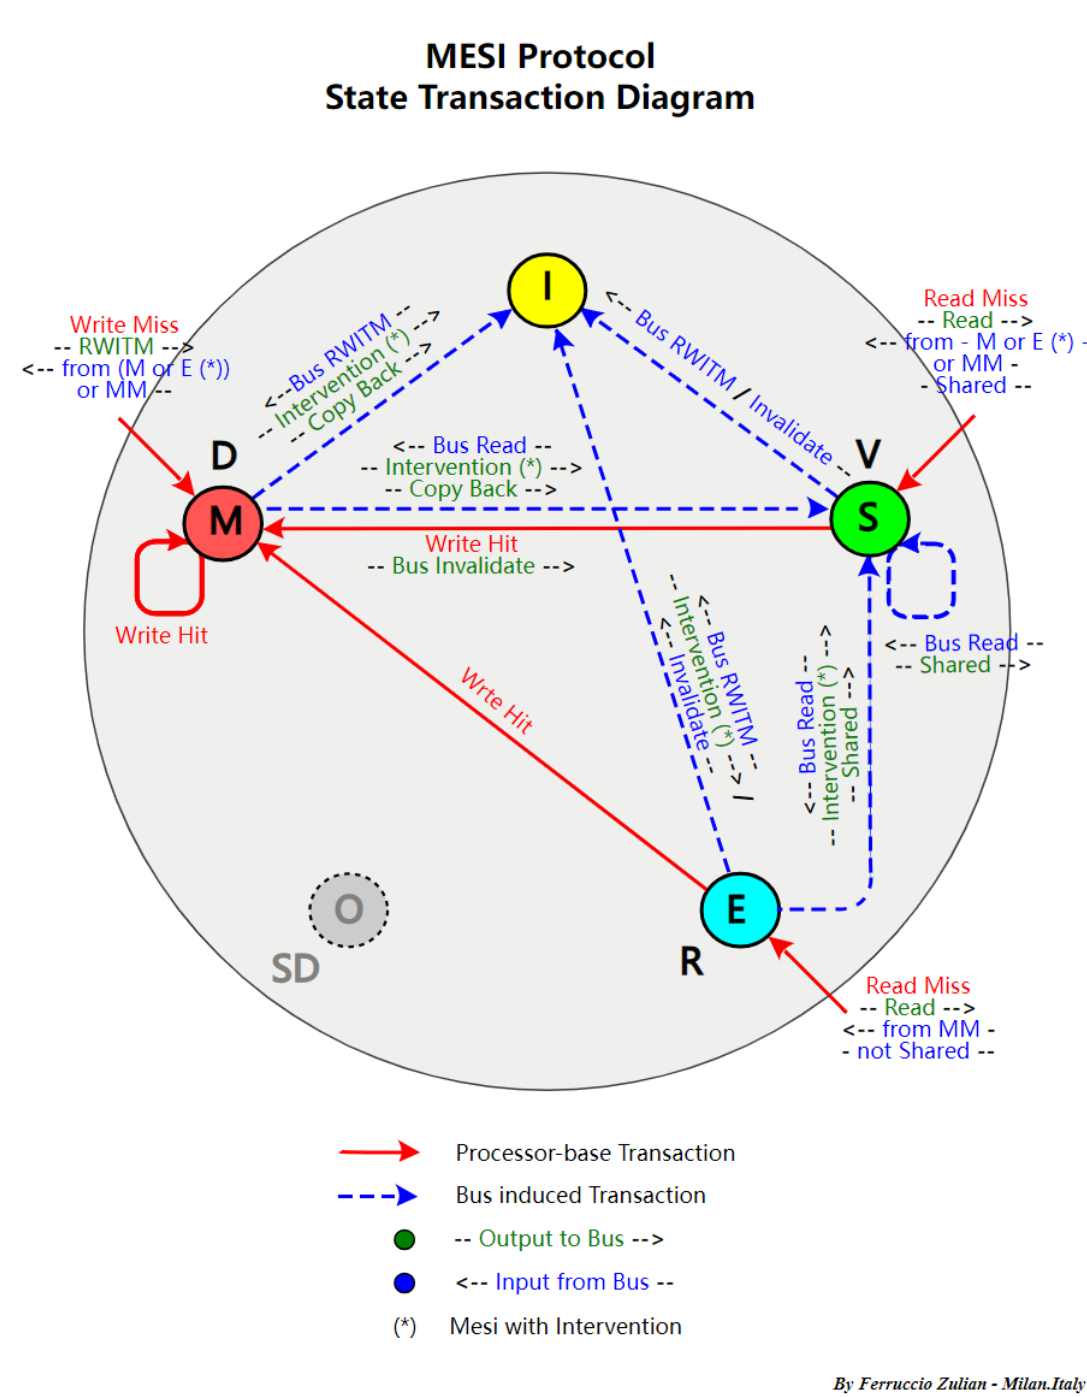 MESI Protocol
State Transaction Diagram
I
Write Miss
-- RWITM -->
<-- from (M or E (*))
or MM --
<--Bus RWITM --
-- Intervention (*) -->
-- Copy Back -->
<-- Bus RWITM / Invalidate --
Read Miss
-- Read -->
<-- from - M or E (*) -
or MM -
- Shared --
D
M
<-- Bus Read --
-- Intervention (*) -->
-- Copy Back -->
V
S
Write Hit
-- Bus Invalidate -->
Write Hit
<-- Bus Read --
-- Shared -->
Wrte Hit
<-- Bus RWITM --
-- Intervention (*) ---> /
<-- Invalidate --
<-- Bus Read --
-- Intervention (*) -->
-- Shared -->
O
SD
E
R
Read Miss
-- Read -->
<-- from MM -
- not Shared --
Processor-base Transaction
Bus induced Transaction
-- Output to Bus -->
<-- Input from Bus --
(*) Mesi with Intervention
By Ferruccio Zulian - Milan.Italy